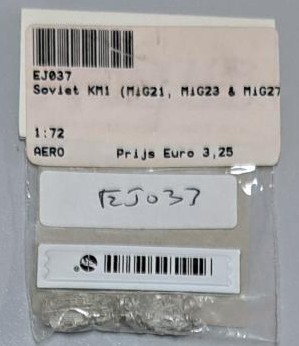 EJ037
Soviet KM1 (MiG21, MiG23 & MiG27
1:72
AERO Prijs Euro 3,25
EJ037